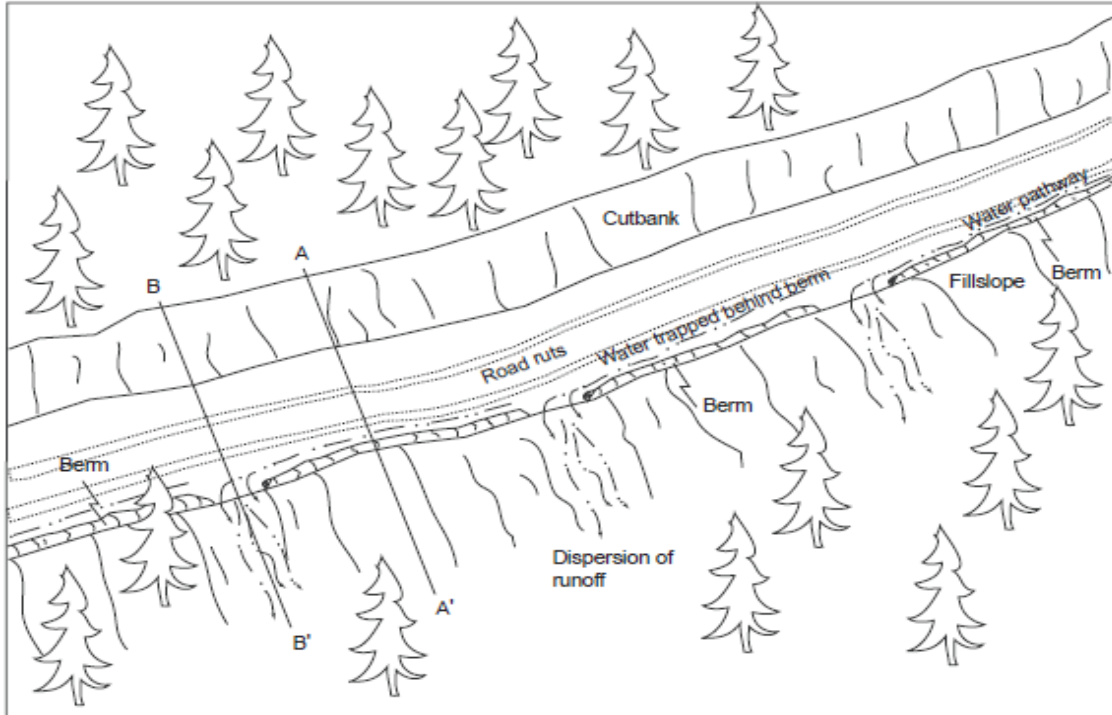 Water pathway
Cutbank
A
B
Fillslope
Berm
Water trapped behind berm
Road ruts
Berm
Berm
Dispersion of
runoff
A'
B'